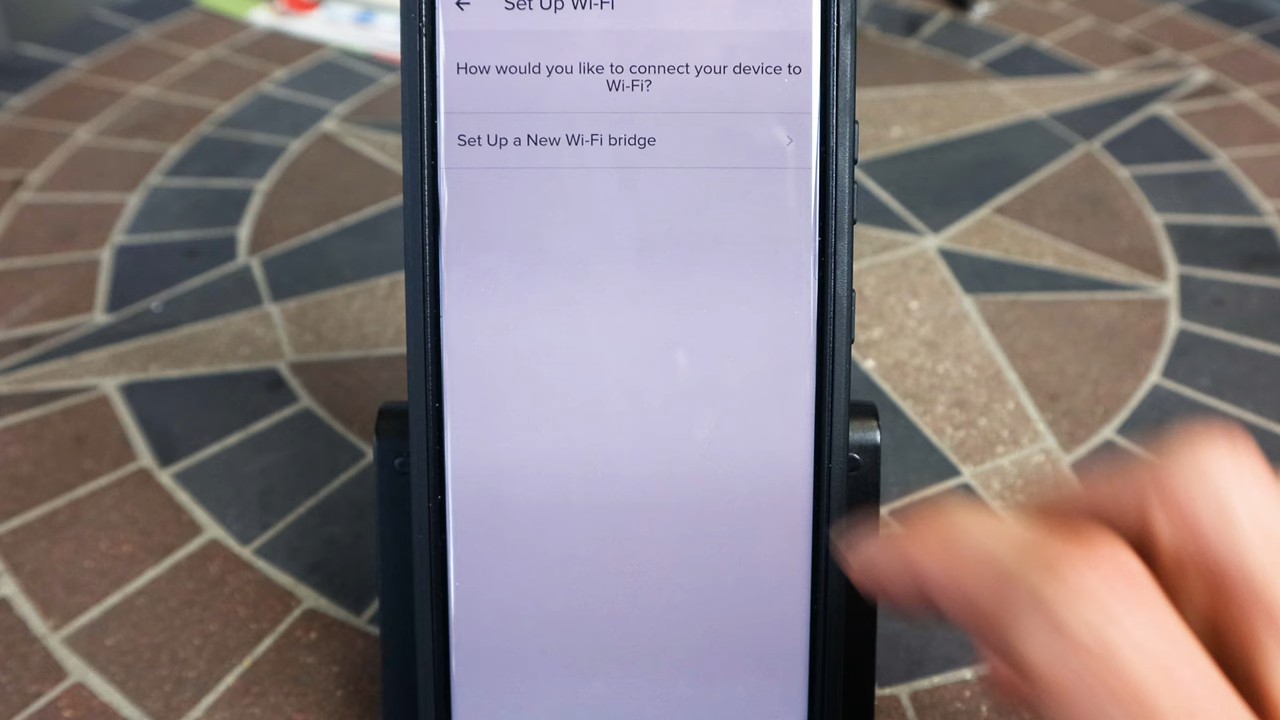 Set Up Wi-Fi
How would you like to connect your device to
Wi-Fi?
Set Up a New Wi-Fi bridge